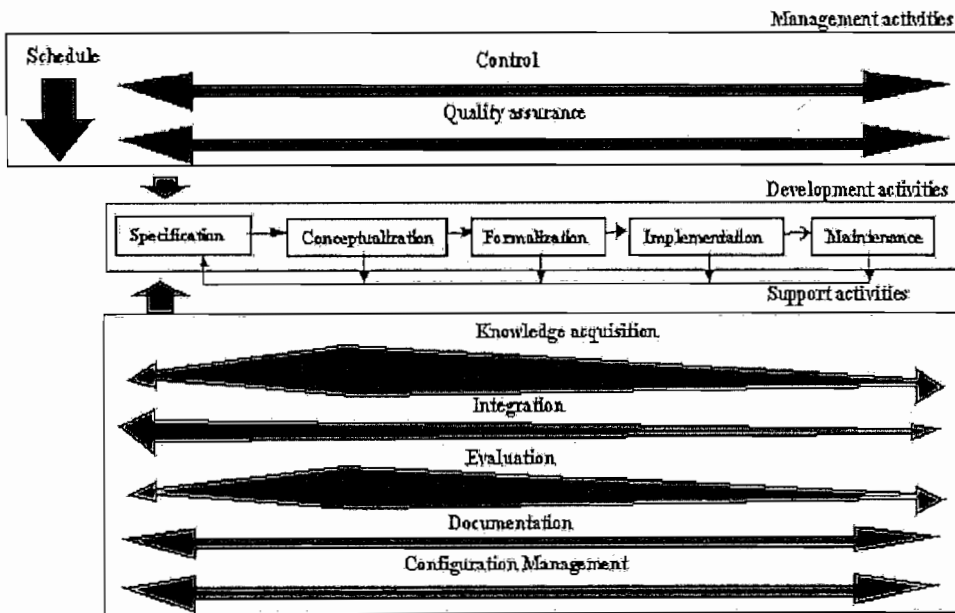 Management activities
Schedule
Control
Quality assurance
Development activities
Specification
Conceptualization
Formalization
Implementation
Maintenance
Support activities
Knowledge acquisition
Integration
Evaluation
Documentation
Configuration Management